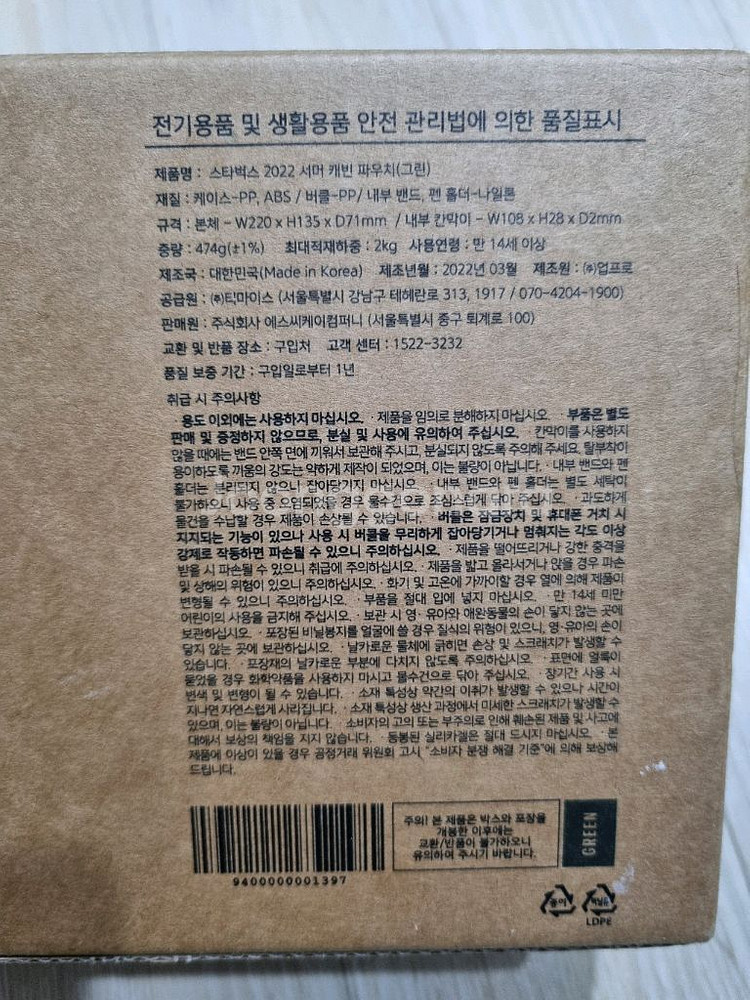 전기용품 및 생활용품 안전 관리법에 의한 품질표시
제품명 : 스타벅스 2022 서머 캐빈 파우치(그린)
재질 : 케이스-PP, ABS / 버클-PP/ 내부 밴드, 펜 홀더-나일론
규격 : 본체 - W220 x H135 x D71mm / 내부 칸막이 - W108 x H28 x D2mm
중량 : 474g(±1%) 최대적재하중 : 2kg 사용연령 : 만 14세 이상
제조국 : 대한민국(Made in Korea) 제조년월 : 2022년 03월 제조원 : ㈜업프로
공급원 : ㈜티마이스 (서울특별시 강남구 테헤란로 313, 1917 / 070-4204-1900)
판매원 : 주식회사 에스씨케이컴퍼니 (서울특별시 중구 퇴계로 100)
교환 및 반품 장소 : 구입처 고객 센터 : 1522-3232
품질 보증 기간 : 구입일로부터 1년
취급 시 주의사항
용도 이외에는 사용하지 마십시오. · 제품을 임의로 분해하지 마십시오. · 부품은 별도
판매 및 증정하지 않으므로, 분실 및 사용에 유의하여 주십시오. · 칸막이를 사용하지
않을 때에는 밴드 안쪽 면에 끼워서 보관해 주시고, 분실되지 않도록 주의해 주세요. 탈부착이
용이하도록 끼움의 강도는 약하게 제작이 되었으며, 이는 불량이 아닙니다. · 내부 밴드와 펜
홀더는 분리되지 않으니 잡아당기지 마십시오. · 내부 밴드와 펜홀더는 별도 세탁이
불가하오니 사용 중 오염되었을 경우 물수건으로 조심스럽게 닦아 주십시오. · 과도하게
물건을 수납할 경우 제품이 손상될 수 있습니다. · 버클은 잠금장치 및 휴대폰 거치 시
지지되는 기능이 있으나 사용 시 버클을 무리하게 잡아당기거나 멈춰지는 각도 이상
강제로 작동하면 파손될 수 있으니 주의하십시오. · 제품을 떨어뜨리거나 강한 충격을
받을 시 파손될 수 있으니 취급에 주의하십시오. · 제품을 밟고 올라서거나 앉을 경우 파손
및 상해의 위험이 있으니 주의하십시오. · 화기 및 고온에 가까이할 경우 열에 의해 제품이
변형될 수 있으니 주의하십시오. · 부품을 절대 입에 넣지 마십시오. · 만 14세 미만
어린이의 사용을 금지해 주십시오. · 보관 시 영·유아와 애완동물의 손이 닿지 않는 곳에
보관하십시오. · 포장된 비닐봉지를 얼굴에 쓸 경우 질식의 위험이 있으니, 영·유아의 손이
닿지 않는 곳에 보관하십시오. · 날카로운 물체에 긁히면 손상 및 스크래치가 발생할 수
있습니다. · 포장재의 날카로운 부분에 다치지 않도록 주의하십시오. · 표면에 얼룩이
묻었을 경우 화학약품을 사용하지 마시고 물수건으로 닦아 주십시오. · 장기간 사용 시
변색 및 변형이 될 수 있습니다. · 소재 특성상 약간의 이취가 발생할 수 있으나 시간이
지나면 자연스럽게 사라집니다. · 소재 특성상 생산 과정에서 미세한 스크래치가 발생할 수
있으며, 이는 불량이 아닙니다. · 소비자의 고의 또는 부주의로 인해 훼손된 제품 및 사고에
대해서 보상의 책임을 지지 않습니다. · 동봉된 실리카겔은 절대 드시지 마십시오. · 본
제품에 이상이 있을 경우 공정거래 위원회 고시 "소비자 분쟁 해결 기준"에 의해 보상해
드립니다.
9400000001397
주의! 본 제품은 박스와 포장을
개봉한 이후에는
교환/반품이 불가하오니
유의하여 주시기 바랍니다.
GREEN
종이
비닐류
LDPE